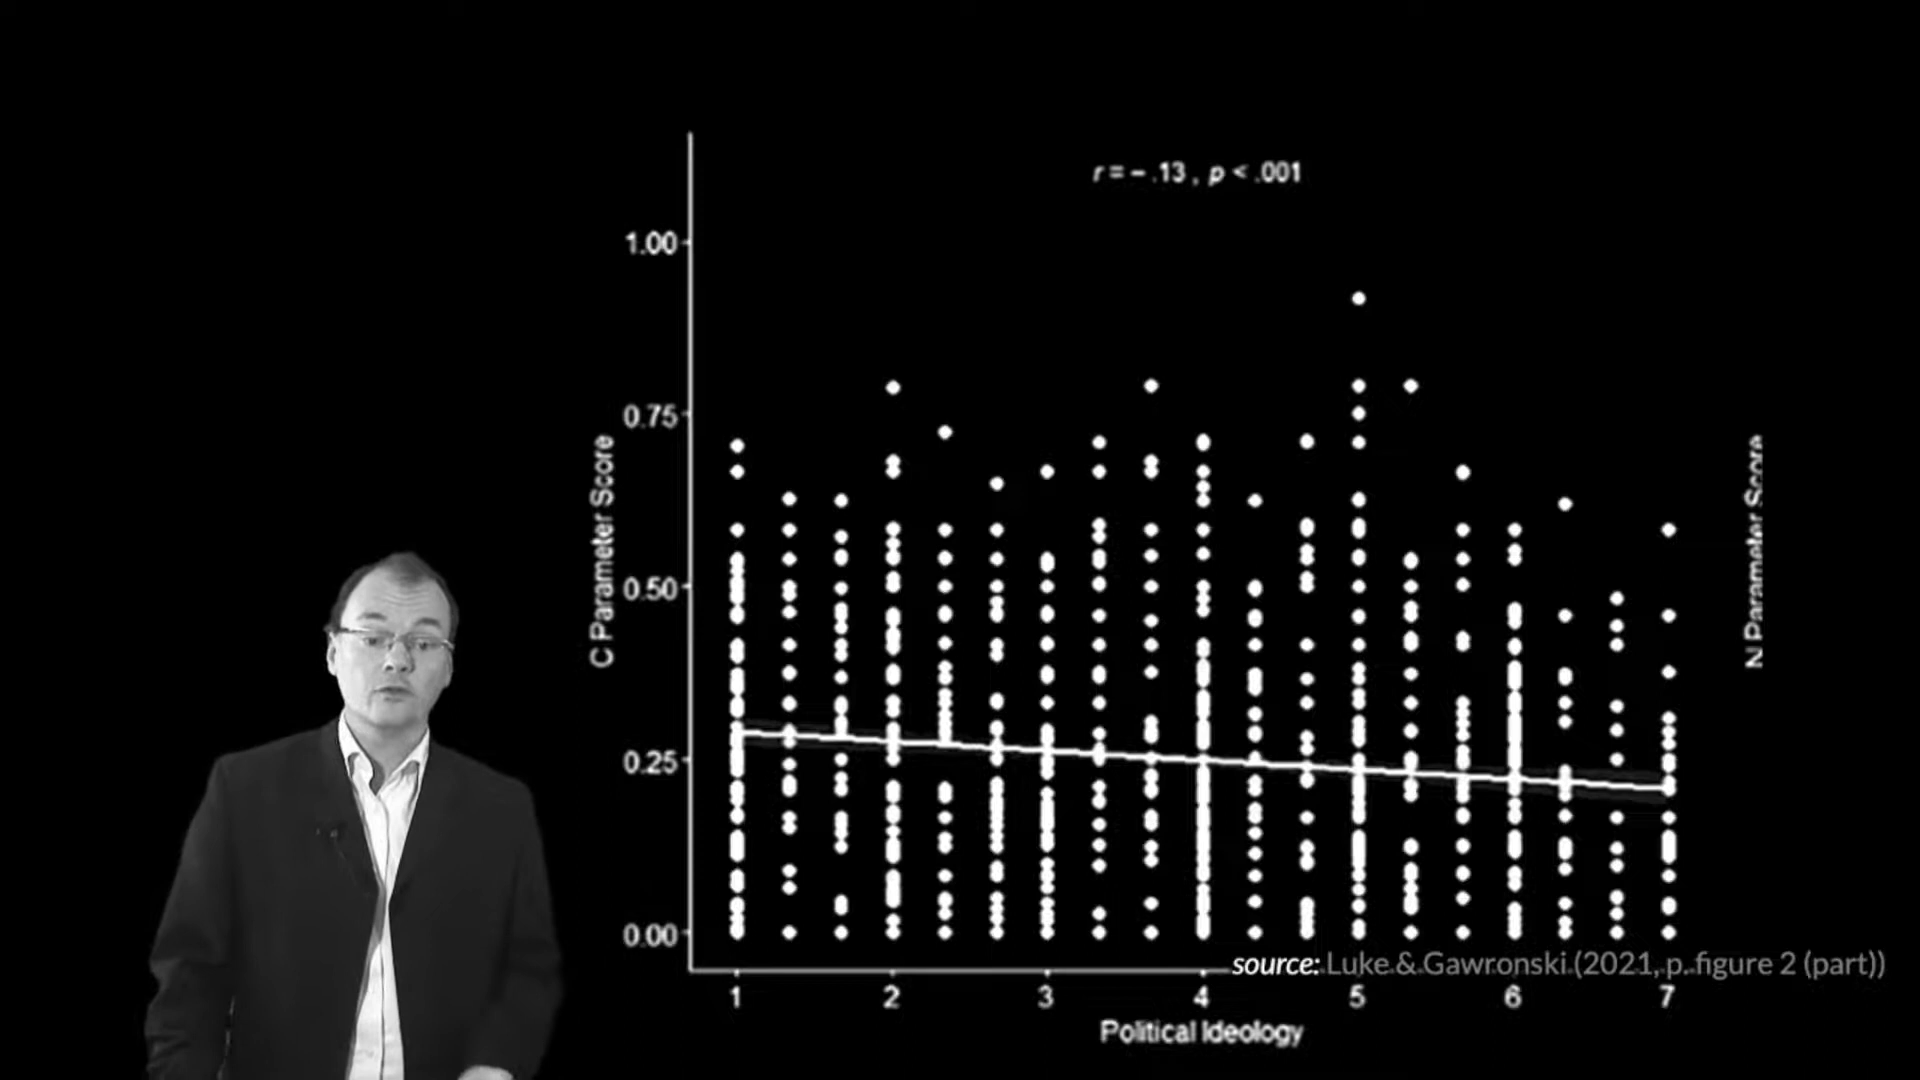 r = - .13 , p < .001
1.00
0.75
0.50
0.25
0.00
C Parameter Score
N Parameter Score
source: Luke & Gawronski (2021, p. figure 2 (part))
1 2 3 4 5 6 7
Political Ideology